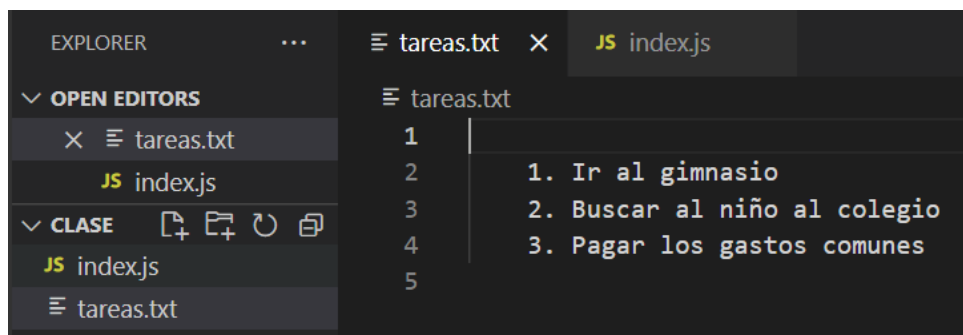 EXPLORER ...
OPEN EDITORS
tareas.txt
JS index.js
CLASE
JS index.js
tareas.txt
tareas.txt JS index.js
tareas.txt
1
2 1. Ir al gimnasio
3 2. Buscar al niño al colegio
4 3. Pagar los gastos comunes
5